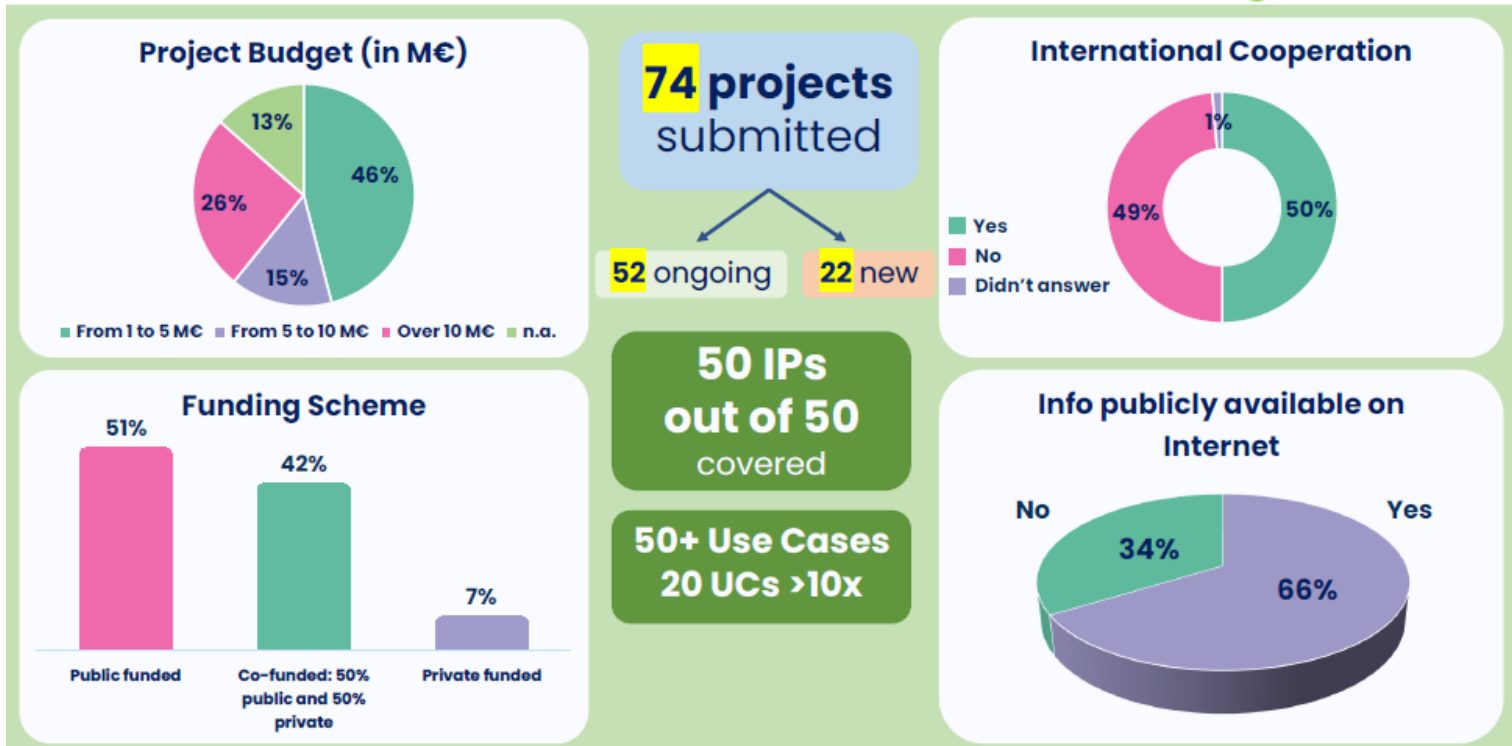 Project Budget (in M€)
13%
46%
26%
15%
From 1 to 5 M€ From 5 to 10 M€ Over 10 M€ n.a.
Funding Scheme
51%
42%
7%
Public funded
Co-funded: 50%
public and 50%
private
Private funded
74 projects
submitted
52 ongoing
22 new
50 IPs
out of 50
covered
50+ Use Cases
20 UCs >10x
International Cooperation
1%
49%
50%
Yes
No
Didn't answer
Info publicly available on
Internet
No
Yes
34%
66%